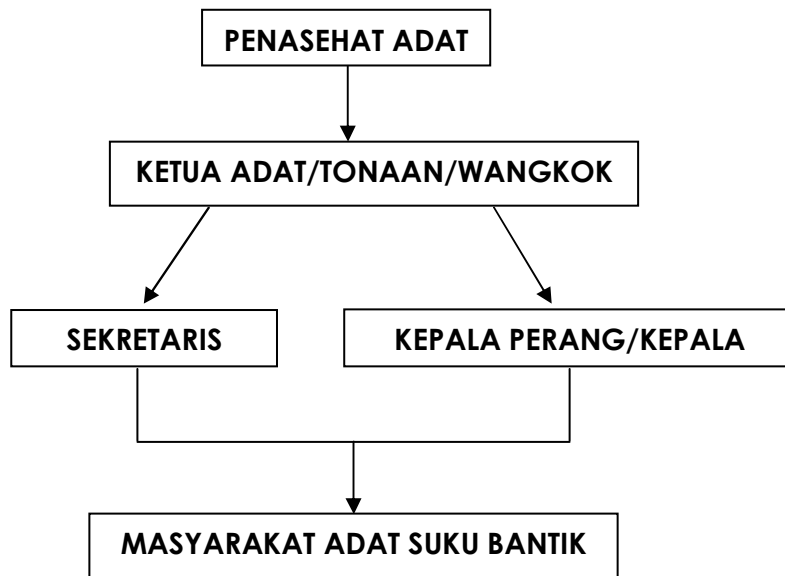 PENASEHAT ADAT
KETUA ADAT/TONAAN/WANGKOK
SEKRETARIS
KEPALA PERANG/KEPALA
MASYARAKAT ADAT SUKU BANTIK